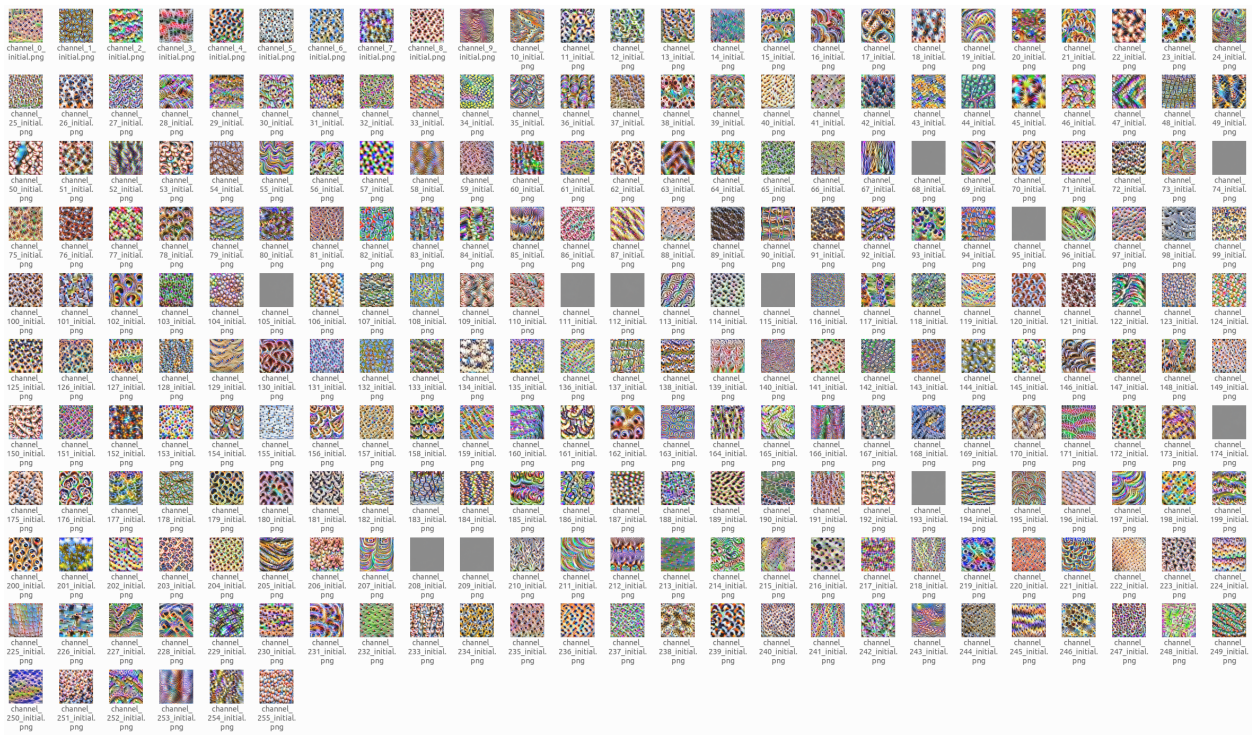 channel_0_
initial.png
channel_1_
initial.png
channel_2_
initial.png
channel_3_
initial.png
channel_4_
initial.png
channel_5_
initial.png
channel_6_
initial.png
channel_7_
initial.png
channel_8_
initial.png
channel_9_
initial.png
channel_
10_initial.
png
channel_
11_initial.
png
channel_
12_initial.
png
channel_
13_initial.
png
channel_
14_initial.
png
channel_
15_initial.
png
channel_
16_initial.
png
channel_
17_initial.
png
channel_
18_initial.
png
channel_
19_initial.
png
channel_
20_initial.
png
channel_
21_initial.
png
channel_
22_initial.
png
channel_
23_initial.
png
channel_
24_initial.
png
channel_
25_initial.
png
channel_
26_initial.
png
channel_
27_initial.
png
channel_
28_initial.
png
channel_
29_initial.
png
channel_
30_initial.
png
channel_
31_initial.
png
channel_
32_initial.
png
channel_
33_initial.
png
channel_
34_initial.
png
channel_
35_initial.
png
channel_
36_initial.
png
channel_
37_initial.
png
channel_
38_initial.
png
channel_
39_initial.
png
channel_
40_initial.
png
channel_
41_initial.
png
channel_
42_initial.
png
channel_
43_initial.
png
channel_
44_initial.
png
channel_
45_initial.
png
channel_
46_initial.
png
channel_
47_initial.
png
channel_
48_initial.
png
channel_
49_initial.
png
channel_
50_initial.
png
channel_
51_initial.
png
channel_
52_initial.
png
channel_
53_initial.
png
channel_
54_initial.
png
channel_
55_initial.
png
channel_
56_initial.
png
channel_
57_initial.
png
channel_
58_initial.
png
channel_
59_initial.
png
channel_
60_initial.
png
channel_
61_initial.
png
channel_
62_initial.
png
channel_
63_initial.
png
channel_
64_initial.
png
channel_
65_initial.
png
channel_
66_initial.
png
channel_
67_initial.
png
channel_
68_initial.
png
channel_
69_initial.
png
channel_
70_initial.
png
channel_
71_initial.
png
channel_
72_initial.
png
channel_
73_initial.
png
channel_
74_initial.
png
channel_
75_initial.
png
channel_
76_initial.
png
channel_
77_initial.
png
channel_
78_initial.
png
channel_
79_initial.
png
channel_
80_initial.
png
channel_
81_initial.
png
channel_
82_initial.
png
channel_
83_initial.
png
channel_
84_initial.
png
channel_
85_initial.
png
channel_
86_initial.
png
channel_
87_initial.
png
channel_
88_initial.
png
channel_
89_initial.
png
channel_
90_initial.
png
channel_
91_initial.
png
channel_
92_initial.
png
channel_
93_initial.
png
channel_
94_initial.
png
channel_
95_initial.
png
channel_
96_initial.
png
channel_
97_initial.
png
channel_
98_initial.
png
channel_
99_initial.
png
channel_
100_initial.
png
channel_
101_initial.
png
channel_
102_initial.
png
channel_
103_initial.
png
channel_
104_initial.
png
channel_
105_initial.
png
channel_
106_initial.
png
channel_
107_initial.
png
channel_
108_initial.
png
channel_
109_initial.
png
channel_
110_initial.
png
channel_
111_initial.
png
channel_
112_initial.
png
channel_
113_initial.
png
channel_
114_initial.
png
channel_
115_initial.
png
channel_
116_initial.
png
channel_
117_initial.
png
channel_
118_initial.
png
channel_
119_initial.
png
channel_
120_initial.
png
channel_
121_initial.
png
channel_
122_initial.
png
channel_
123_initial.
png
channel_
124_initial.
png
channel_
125_initial.
png
channel_
126_initial.
png
channel_
127_initial.
png
channel_
128_initial.
png
channel_
129_initial.
png
channel_
130_initial.
png
channel_
131_initial.
png
channel_
132_initial.
png
channel_
133_initial.
png
channel_
134_initial.
png
channel_
135_initial.
png
channel_
136_initial.
png
channel_
137_initial.
png
channel_
138_initial.
png
channel_
139_initial.
png
channel_
140_initial.
png
channel_
141_initial.
png
channel_
142_initial.
png
channel_
143_initial.
png
channel_
144_initial.
png
channel_
145_initial.
png
channel_
146_initial.
png
channel_
147_initial.
png
channel_
148_initial.
png
channel_
149_initial.
png
channel_
150_initial.
png
channel_
151_initial.
png
channel_
152_initial.
png
channel_
153_initial.
png
channel_
154_initial.
png
channel_
155_initial.
png
channel_
156_initial.
png
channel_
157_initial.
png
channel_
158_initial.
png
channel_
159_initial.
png
channel_
160_initial.
png
channel_
161_initial.
png
channel_
162_initial.
png
channel_
163_initial.
png
channel_
164_initial.
png
channel_
165_initial.
png
channel_
166_initial.
png
channel_
167_initial.
png
channel_
168_initial.
png
channel_
169_initial.
png
channel_
170_initial.
png
channel_
171_initial.
png
channel_
172_initial.
png
channel_
173_initial.
png
channel_
174_initial.
png
channel_
175_initial.
png
channel_
176_initial.
png
channel_
177_initial.
png
channel_
178_initial.
png
channel_
179_initial.
png
channel_
180_initial.
png
channel_
181_initial.
png
channel_
182_initial.
png
channel_
183_initial.
png
channel_
184_initial.
png
channel_
185_initial.
png
channel_
186_initial.
png
channel_
187_initial.
png
channel_
188_initial.
png
channel_
189_initial.
png
channel_
190_initial.
png
channel_
191_initial.
png
channel_
192_initial.
png
channel_
193_initial.
png
channel_
194_initial.
png
channel_
195_initial.
png
channel_
196_initial.
png
channel_
197_initial.
png
channel_
198_initial.
png
channel_
199_initial.
png
channel_
200_initial.
png
channel_
201_initial.
png
channel_
202_initial.
png
channel_
203_initial.
png
channel_
204_initial.
png
channel_
205_initial.
png
channel_
206_initial.
png
channel_
207_initial.
png
channel_
208_initial.
png
channel_
209_initial.
png
channel_
210_initial.
png
channel_
211_initial.
png
channel_
212_initial.
png
channel_
213_initial.
png
channel_
214_initial.
png
channel_
215_initial.
png
channel_
216_initial.
png
channel_
217_initial.
png
channel_
218_initial.
png
channel_
219_initial.
png
channel_
220_initial.
png
channel_
221_initial.
png
channel_
222_initial.
png
channel_
223_initial.
png
channel_
224_initial.
png
channel_
225_initial.
png
channel_
226_initial.
png
channel_
227_initial.
png
channel_
228_initial.
png
channel_
229_initial.
png
channel_
230_initial.
png
channel_
231_initial.
png
channel_
232_initial.
png
channel_
233_initial.
png
channel_
234_initial.
png
channel_
235_initial.
png
channel_
236_initial.
png
channel_
237_initial.
png
channel_
238_initial.
png
channel_
239_initial.
png
channel_
240_initial.
png
channel_
241_initial.
png
channel_
242_initial.
png
channel_
243_initial.
png
channel_
244_initial.
png
channel_
245_initial.
png
channel_
246_initial.
png
channel_
247_initial.
png
channel_
248_initial.
png
channel_
249_initial.
png
channel_
250_initial.
png
channel_
251_initial.
png
channel_
252_initial.
png
channel_
253_initial.
png
channel_
254_initial.
png
channel_
255_initial.
png